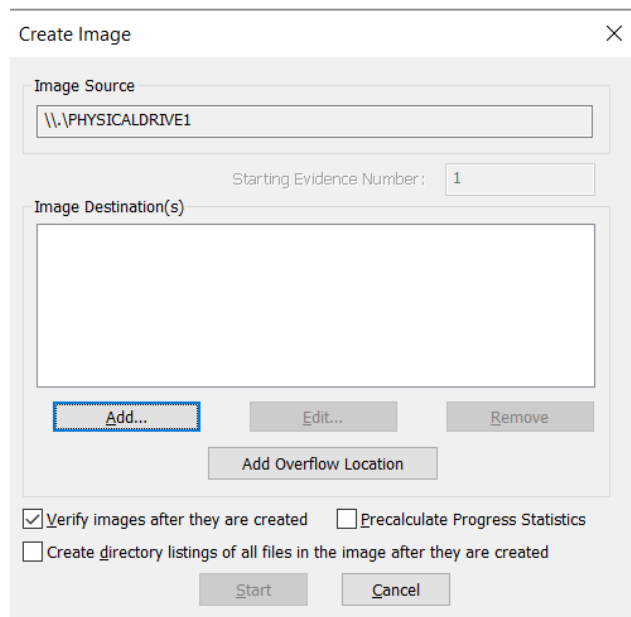 Create Image
Image Source
\\.\PHYSICALDRIVE1
Starting Evidence Number: 1
Image Destination(s)
Add... Edit... Remove
Add Overflow Location
Verify images after they are created Precalculate Progress Statistics
Create directory listings of all files in the image after they are created
Start Cancel